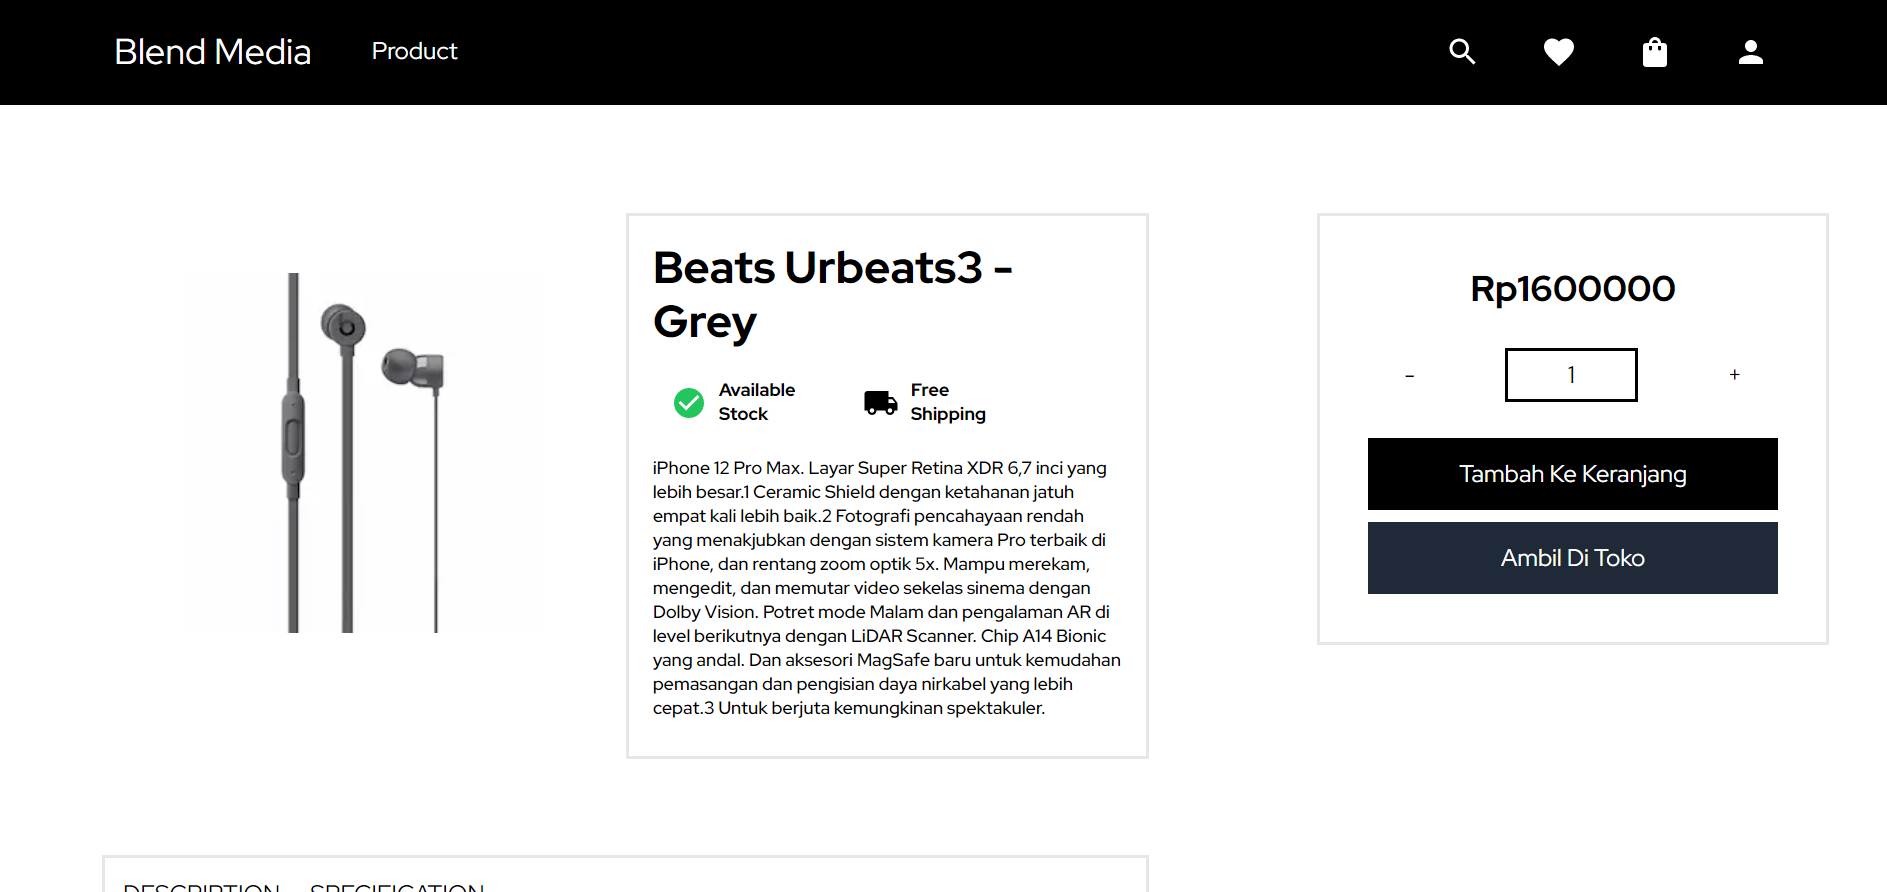 Blend Media
Product
Beats Urbeats3 -
Grey
Available
Stock
Free
Shipping
iPhone 12 Pro Max. Layar Super Retina XDR 6,7 inci yang
lebih besar.1 Ceramic Shield dengan ketahanan jatuh
empat kali lebih baik.2 Fotografi pencahayaan rendah
yang menakjubkan dengan sistem kamera Pro terbaik di
iPhone, dan rentang zoom optik 5x. Mampu merekam,
mengedit, dan memutar video sekelas sinema dengan
Dolby Vision. Potret mode Malam dan pengalaman AR di
level berikutnya dengan LiDAR Scanner. Chip A14 Bionic
yang andal. Dan aksesori MagSafe baru untuk kemudahan
pemasangan dan pengisian daya nirkabel yang lebih
cepat.3 Untuk berjuta kemungkinan spektakuler.
Rp1600000
- 1 +
Tambah Ke Keranjang
Ambil Di Toko
DESCRIPTION SPECIFICATION